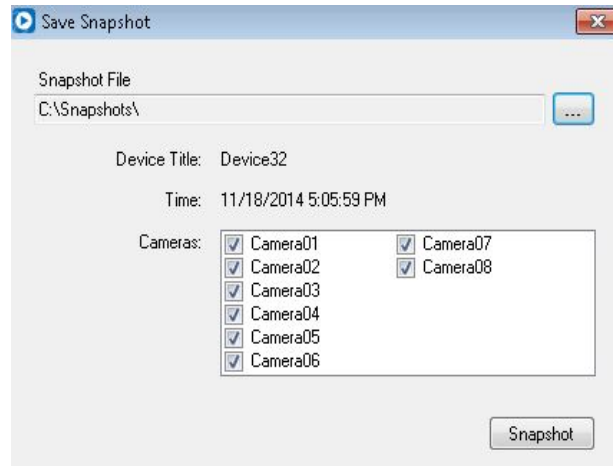 Save Snapshot
Snapshot File
C:\Snapshots\
...
Device Title: Device32
Time: 11/18/2014 5:05:59 PM
Cameras: Camera01 Camera07
Camera02 Camera08
Camera03
Camera04
Camera05
Camera06
Snapshot